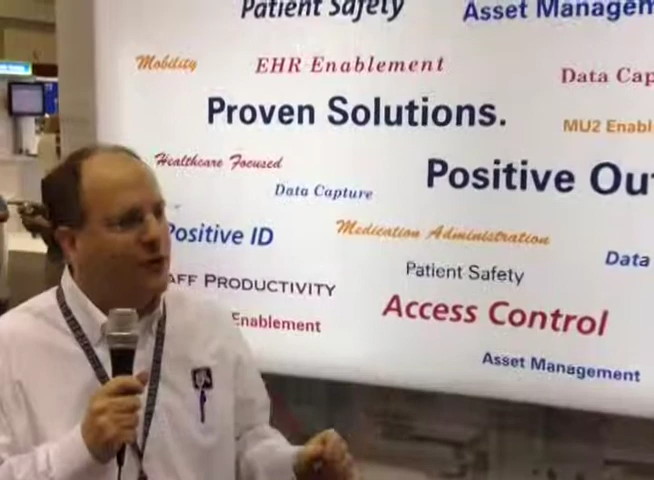 Patient Safety
Asset Managem
Mobility
EHR Enablement
Data Cap
Proven Solutions.
MU2 Enabl
Healthcare Focused
Data Capture
Positive Ou
Positive ID
Medication Administration
Data
Patient Safety
AFF PRODUCTIVITY
Access Control
Enablement
Asset Management